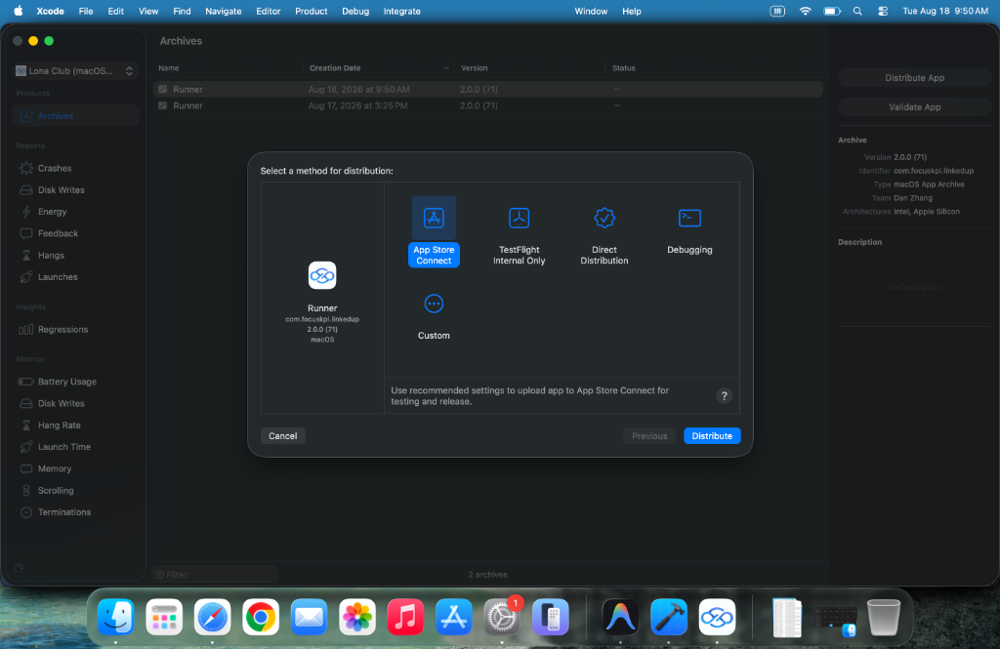 Xcode File Edit View Find Navigate Editor Product Debug Integrate Window Help Tue Aug 18 9:50 AM
Archives
Lona Club (macOS...
Products
Archives
Reports
Crashes
Disk Writes
Energy
Feedback
Hangs
Launches
Insights
Regressions
Metrics
Battery Usage
Disk Writes
Hang Rate
Launch Time
Memory
Scrolling
Terminations
Name Creation Date Version Status
Runner Aug 18, 2026 at 9:50 AM 2.0.0 (71) --
Runner Aug 17, 2026 at 3:25 PM 2.0.0 (71) --
Select a method for distribution:
Runner
com.focuskpi.linkedup
2.0.0 (71)
macOS
App Store
Connect
TestFlight
Internal Only
Direct
Distribution
Debugging
Custom
Use recommended settings to upload app to App Store Connect for
testing and release.
?
Cancel
Previous
Distribute
Filter
2 archives
Distribute App
Validate App
Archive
Version 2.0.0 (71)
Identifier com.focuskpi.linkedup
Type macOS App Archive
Team Dan Zhang
Architectures Intel, Apple Silicon
Description
No Description
1